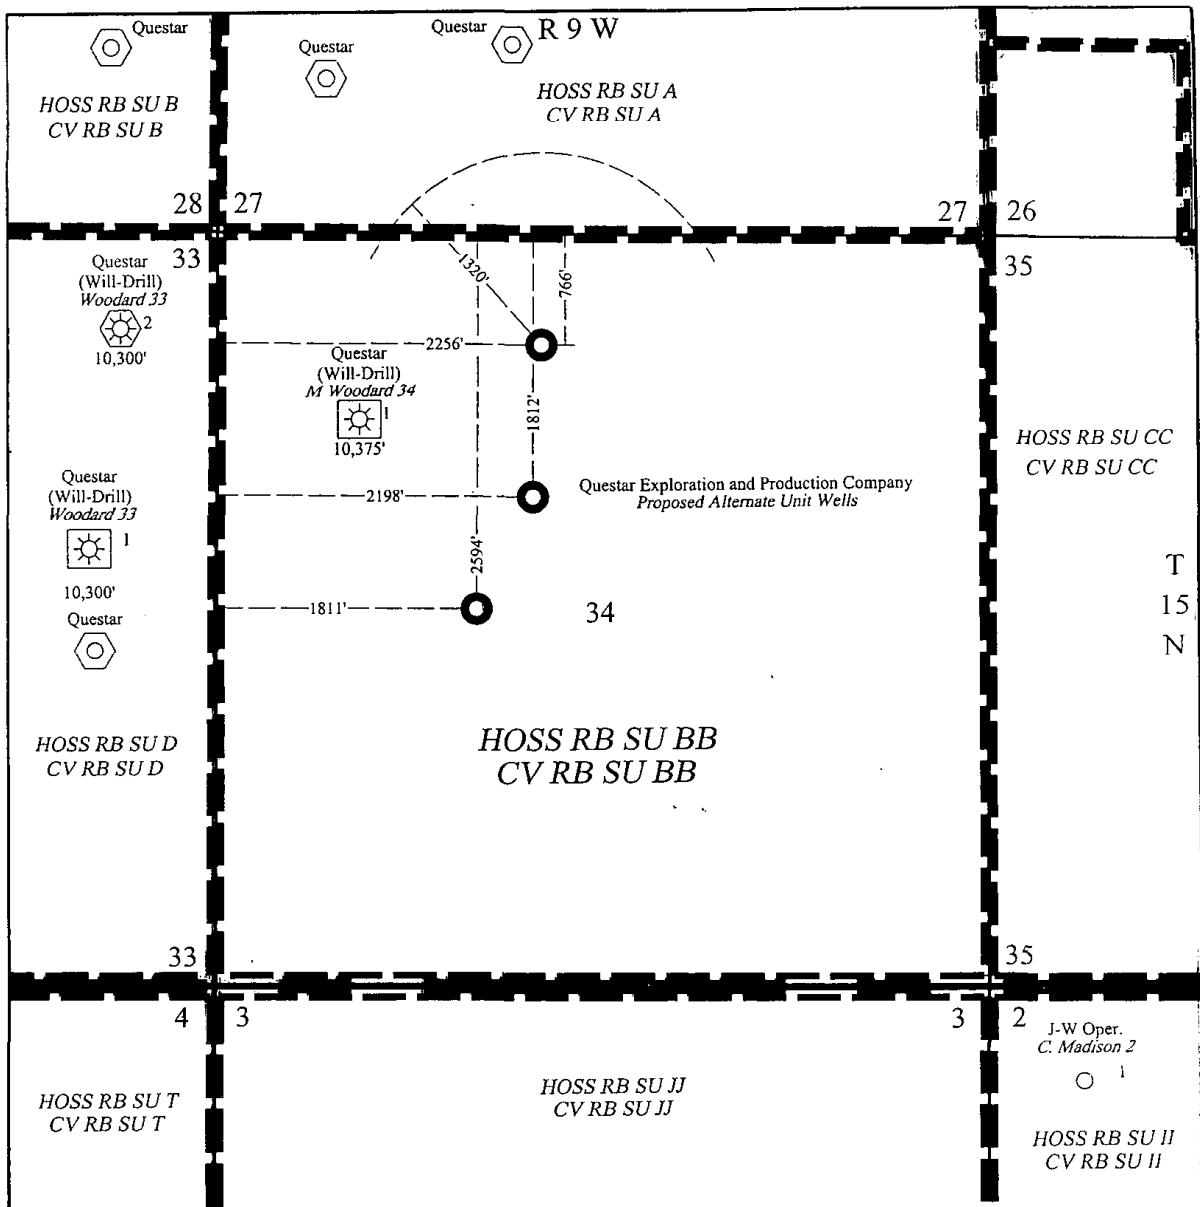 Questar
Questar
Questar
R 9 W
HOSS RB SU B
CV RB SU B
HOSS RB SU A
CV RB SU A
28
27
27
26
33
35
Questar
(Will-Drill)
Woodard 33
2
10,300'
1320'
766'
2256'
Questar
(Will-Drill)
M Woodard 34
1
10,375'
1812'
HOSS RB SU CC
CV RB SU CC
Questar
(Will-Drill)
Woodard 33
1
10,300'
2198'
Questar Exploration and Production Company
Proposed Alternate Unit Wells
2594'
T
15
N
1811'
34
Questar
HOSS RB SU D
CV RB SU D
HOSS RB SU BB
CV RB SU BB
33
35
4
3
3
2
J-W Oper.
C. Madison 2
1
HOSS RB SU T
CV RB SU T
HOSS RB SU JJ
CV RB SU JJ
HOSS RB SU II
CV RB SU II